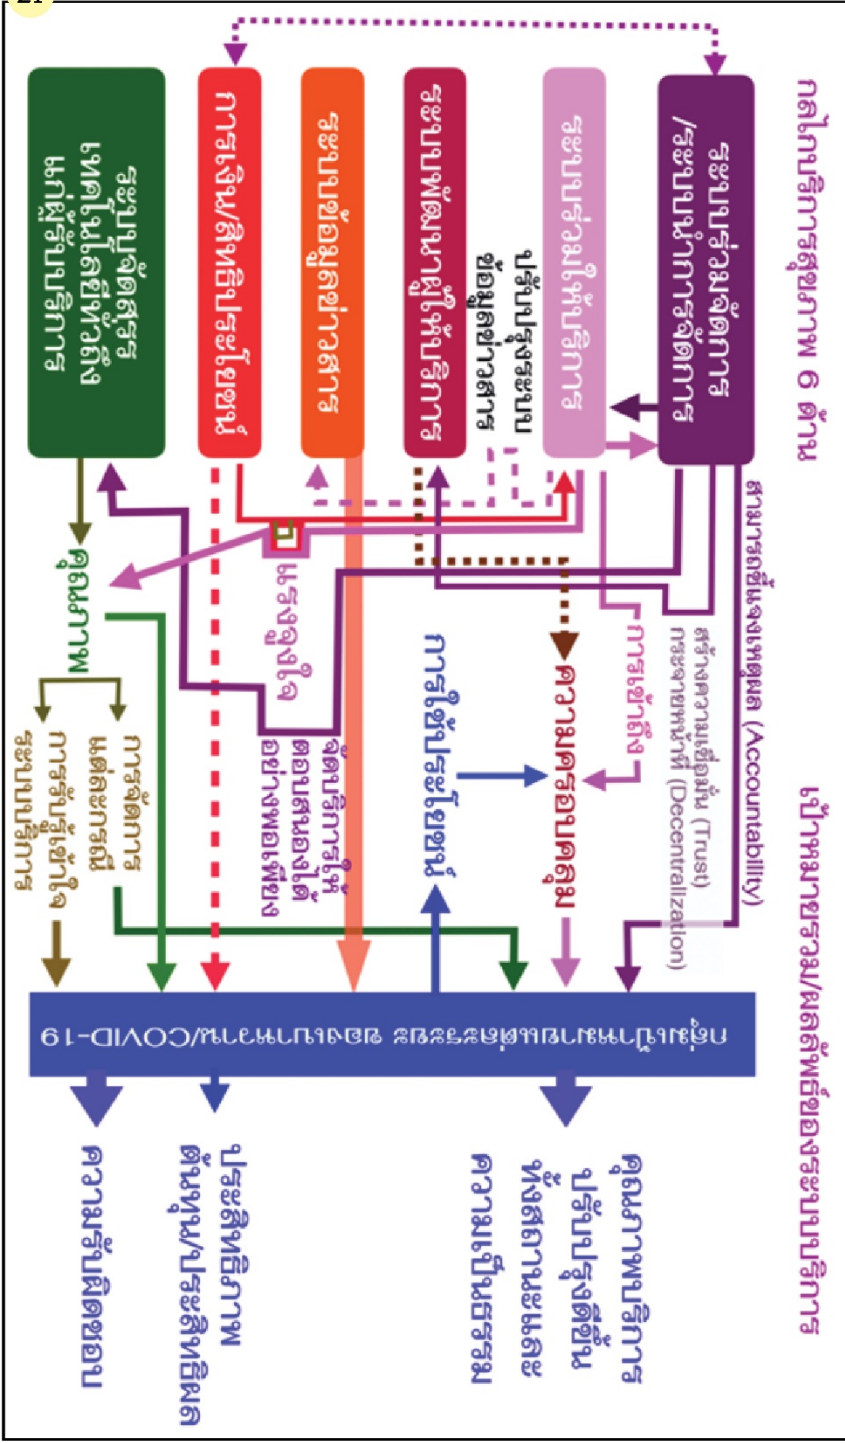 21
กลไกบริการสุขภาพ 6 ด้าน
เป้าหมายรวม/ผลลัพธ์ของระบบบริการ
ระบบร่วมจัดการ
/ระบบนำการจัดการ
ระบบร่วมให้บริการ
ปรับปรุงระบบ
ข้อมูลข่าวสาร
ระบบพัฒนาผู้ให้บริการ
ระบบข้อมูลข่าวสาร
การเงิน/สิทธิประโยชน์
ระบบจัดสรร
เทคโนโลยีทั่วถึง
แก่ผู้รับบริการ
สามารถชี้แจงเหตุผล (Accountability)
สร้างความเชื่อมั่น (Trust)
กระจายหน้าที่ (Decentralization)
การเข้าถึง
ความครอบคลุม
การใช้ประโยชน์
แรงจูงใจ
จัดบริการให้
ตอบสนองได้
อย่างพอเพียง
คุณภาพ
การจัดการ
แต่ละกรณี
การรับรู้เข้าใจ
ระบบบริการ
กลุ่มเป้าหมายแต่ละระยะ ของเบาหวาน/COVID-19
คุณภาพบริการ
ปรับปรุงดีขึ้น
ทั้งสถานะและ
ความเป็นธรรม
ประสิทธิภาพ
ต้นทุน/ประสิทธิผล
ความรับผิดชอบ